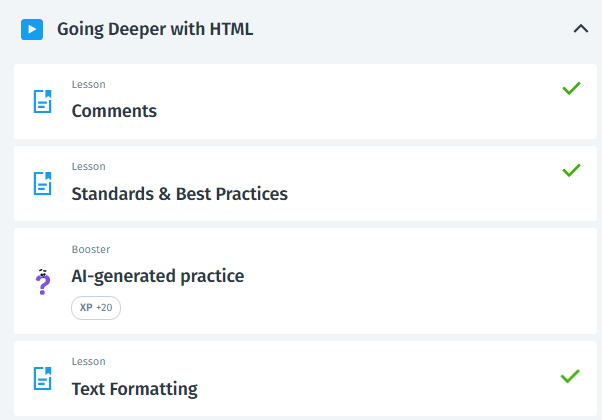 Going Deeper with HTML
Lesson
Comments
Lesson
Standards & Best Practices
Booster
AI-generated practice
XP +20
Lesson
Text Formatting